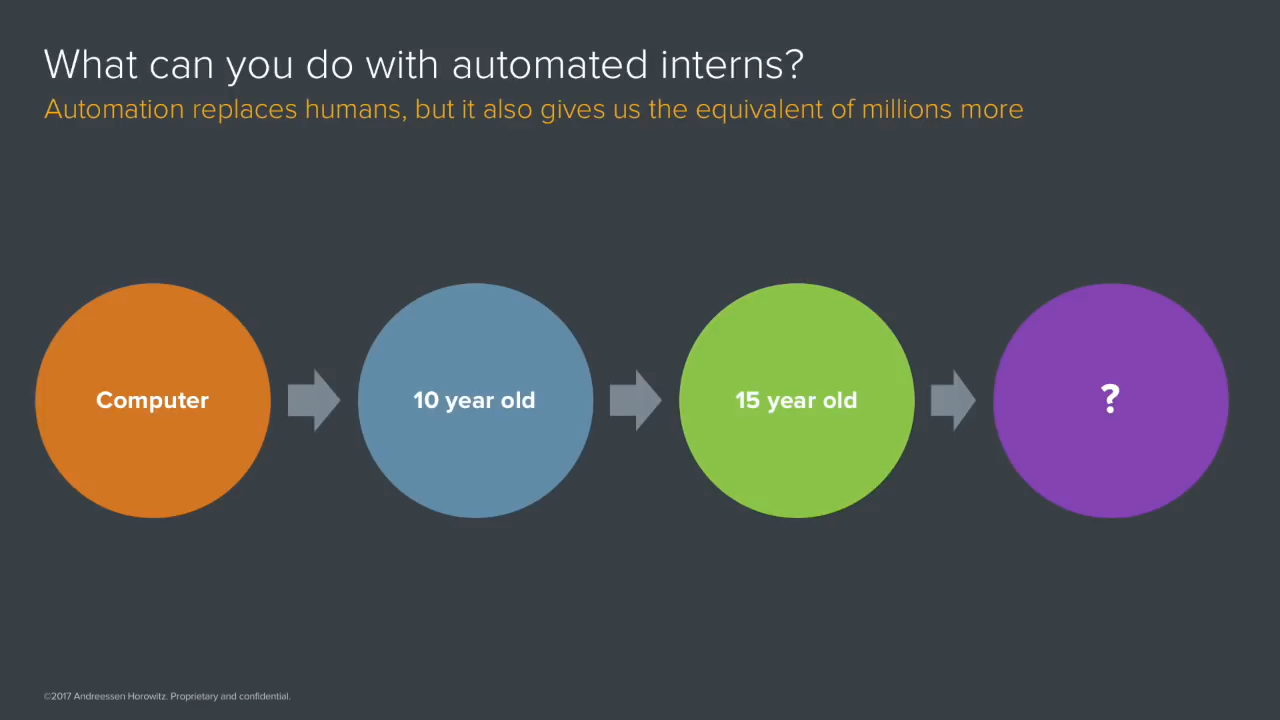 What can you do with automated interns?
Automation replaces humans, but it also gives us the equivalent of millions more
Computer
10 year old
15 year old
?
©2017 Andreessen Horowitz. Proprietary and confidential.